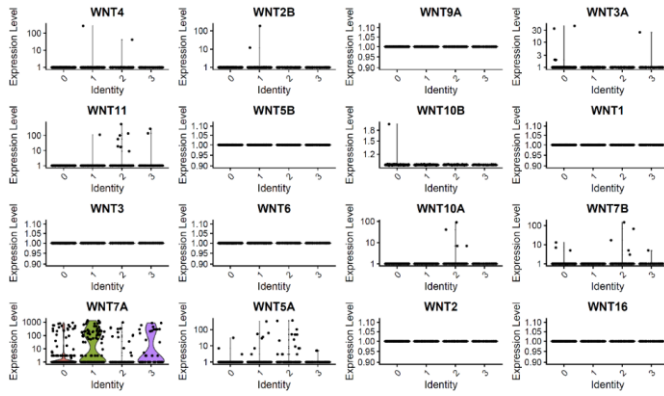 WNT4 WNT2B WNT9A WNT3A
Expression Level 100 10 1 Expression Level 100 10 1 Expression Level 1.10 1.05 1.00 0.95 0.90 Expression Level 30 10 3 1
0 1 2 3 0 1 2 3 0 1 2 3 0 1 2 3
Identity Identity Identity Identity
WNT11 WNT5B WNT10B WNT1
Expression Level 100 10 1 Expression Level 1.10 1.05 1.00 0.95 0.90 Expression Level 1.8 1.5 1.2 Expression Level 1.10 1.05 1.00 0.95 0.90
0 1 2 3 0 1 2 3 0 1 2 3 0 1 2 3
Identity Identity Identity Identity
WNT3 WNT6 WNT10A WNT7B
Expression Level 1.10 1.05 1.00 0.95 0.90 Expression Level 1.10 1.05 1.00 0.95 0.90 Expression Level 100 10 1 Expression Level 100 10 1
0 1 2 3 0 1 2 3 0 1 2 3 0 1 2 3
Identity Identity Identity Identity
WNT7A WNT5A WNT2 WNT16
Expression Level 1000 100 10 1 Expression Level 100 10 1 Expression Level 1.10 1.05 1.00 0.95 0.90 Expression Level 1.10 1.05 1.00 0.95 0.90
0 1 2 3 0 1 2 3 0 1 2 3 0 1 2 3
Identity Identity Identity Identity